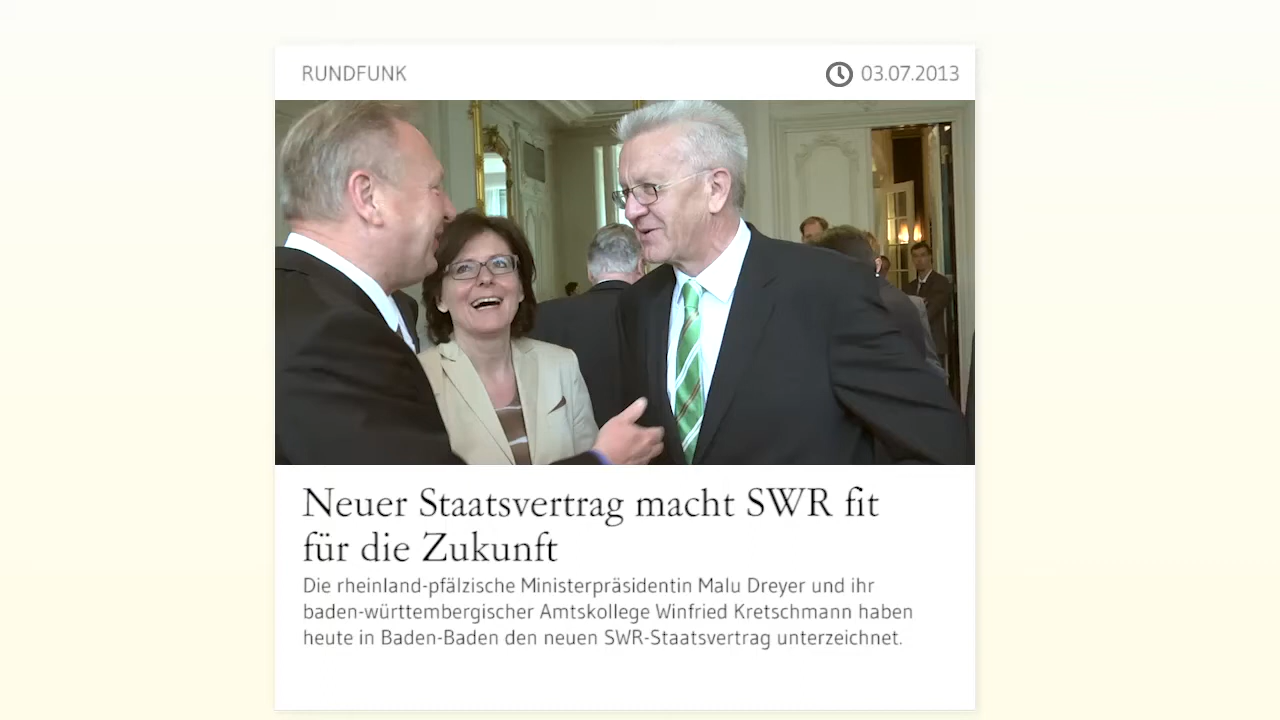 RUNDFUNK
03.07.2013
Neuer Staatsvertrag macht SWR fit
für die Zukunft
Die rheinland-pfälzische Ministerpräsidentin Malu Dreyer und ihr
baden-württembergischer Amtskollege Winfried Kretschmann haben
heute in Baden-Baden den neuen SWR-Staatsvertrag unterzeichnet.